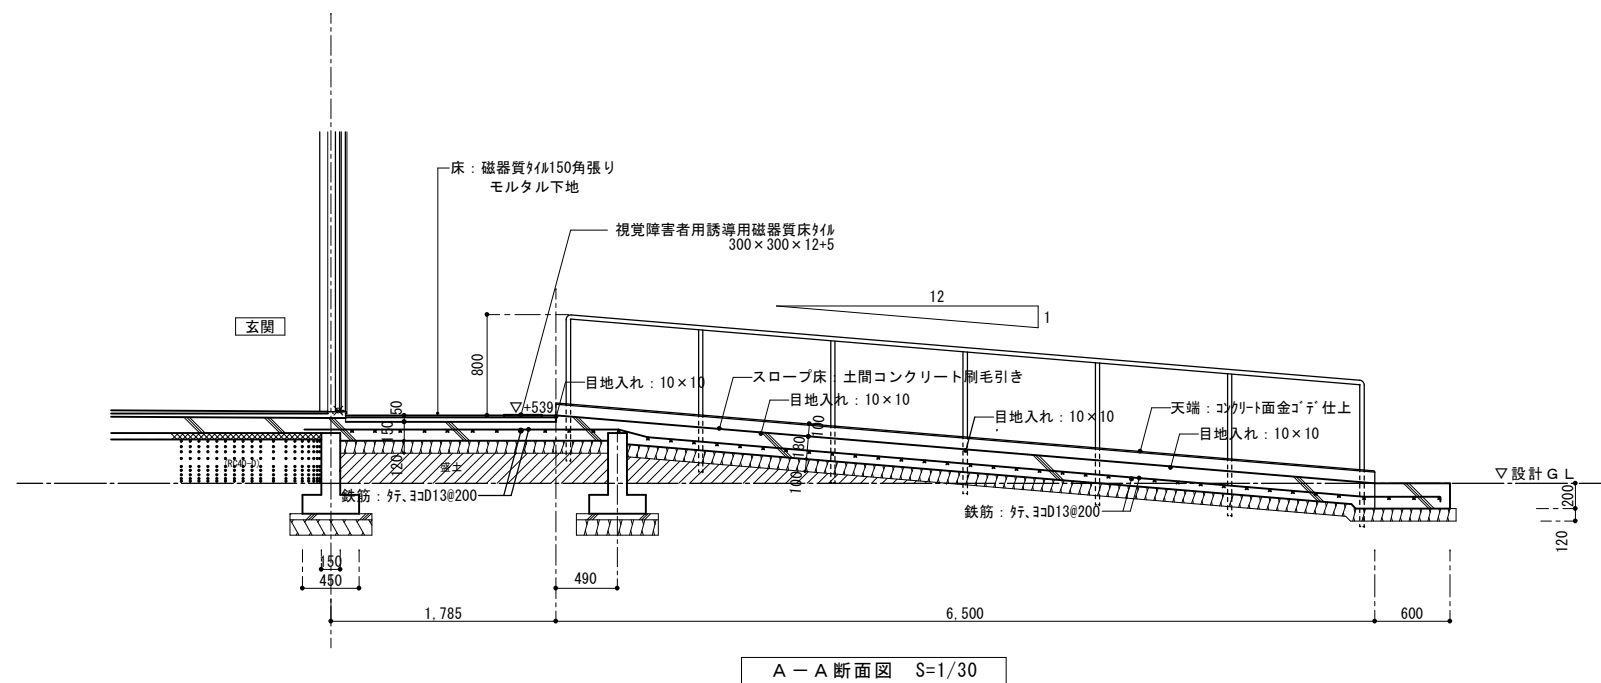 床：磁器質ﾀｲﾙ150角張り
モルタル下地
視覚障害者用誘導用磁器質床ﾀｲﾙ
300×300×12+5
12
1
玄関
800
目地入れ：10×10
スロープ床：土間コンクリート刷毛引き
目地入れ：10×10
▽+539
50
150
120
100
180
100
目地入れ：10×10
天端：ｺﾝｸﾘｰﾄ面金ｺﾞﾃﾞ仕上
目地入れ：10×10
盛土
▽設計ＧＬ
200
120
鉄筋：ﾀﾃ､ﾖｺD13@200
鉄筋：ﾀﾃ､ﾖｺD13@200
150
450
490
1,785
6,500
600
Ａ－Ａ断面図　S=1/30